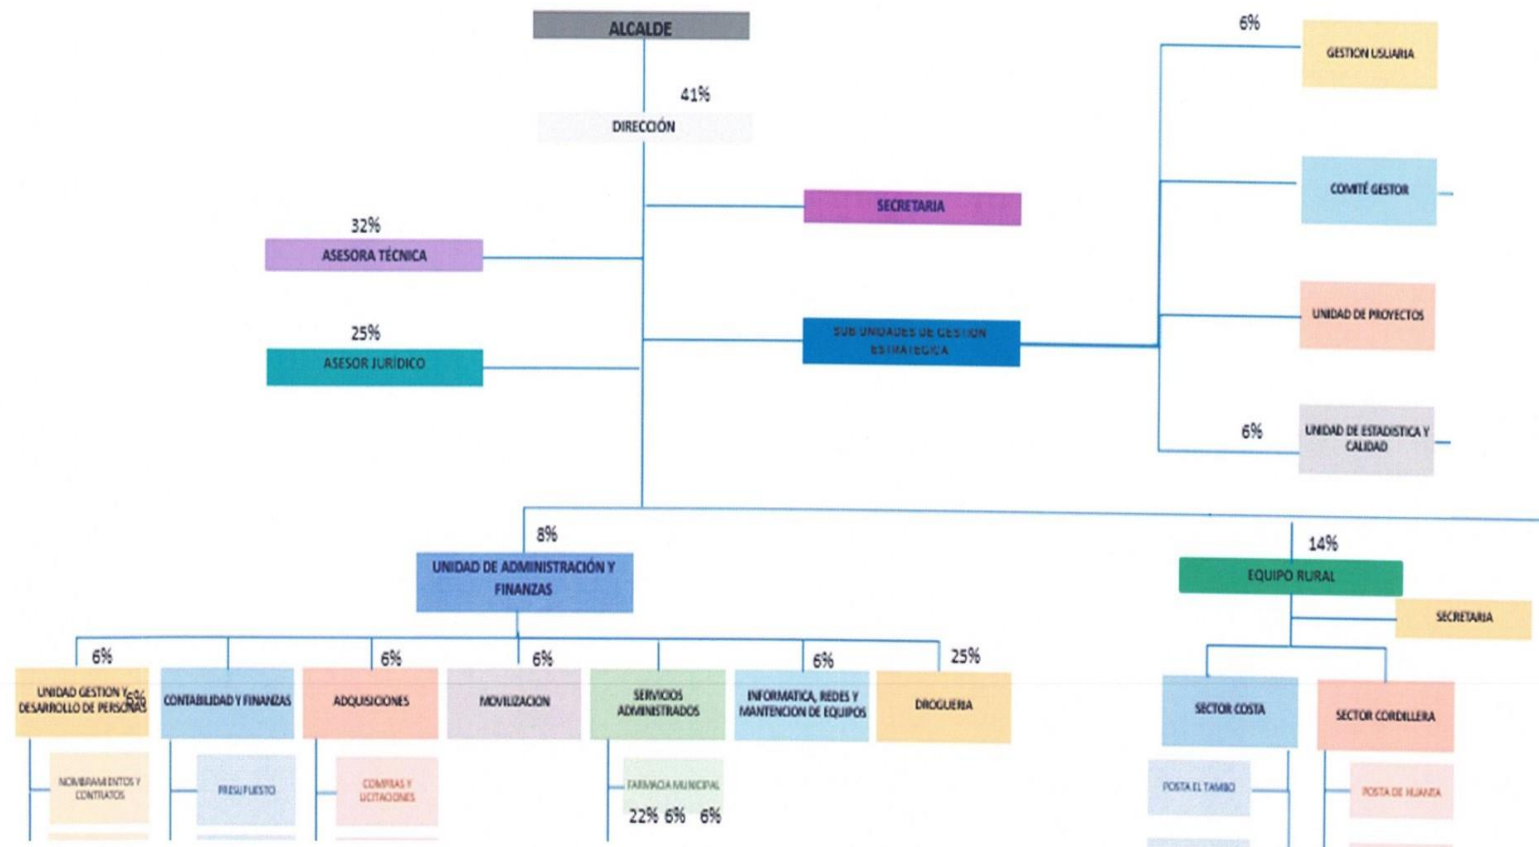 ALCALDE
6%
GESTION USUARIA
41%
DIRECCIÓN
COMITÉ GESTOR
SECRETARIA
32%
ASESORA TÉCNICA
UNIDAD DE PROYECTOS
25%
ASESOR JURÍDICO
SUB UNIDADES DE GESTION
ESTRATEGICA
6%
UNIDAD DE ESTADISTICA Y
CALIDAD
8%
UNIDAD DE ADMINISTRACIÓN Y
FINANZAS
14%
EQUIPO RURAL
SECRETARIA
6%
UNIDAD GESTION Y
DESARROLLO DE PERSONAS
6%
CONTABILIDAD Y FINANZAS
6%
ADQUISICIONES
6%
MOVILIZACION
SERVICIOS
ADMINISTRADOS
6%
INFORMATICA, REDES Y
MANTENCION DE EQUIPOS
25%
DROGUERIA
SECTOR COSTA
SECTOR CORDILLERA
NOMBRAMIENTOS Y
CONTRATOS
PRESUPUESTO
COMPRAS Y
LICITACIONES
FARMACIA MUNICIPAL
22% 6% 6%
POSTA EL TAMBO
POSTA DE HUANTA